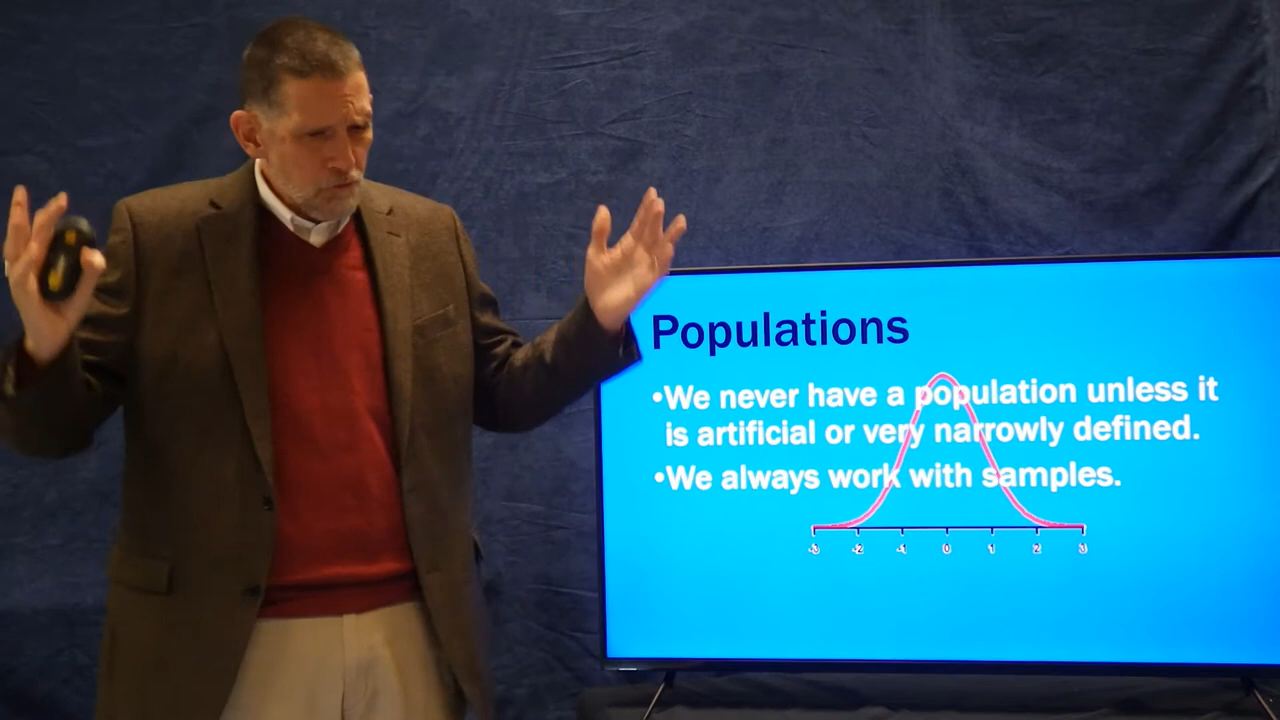 Populations
•We never have a population unless it
is artificial or very narrowly defined.
•We always work with samples.
-3 -2 -1 0 1 2 3